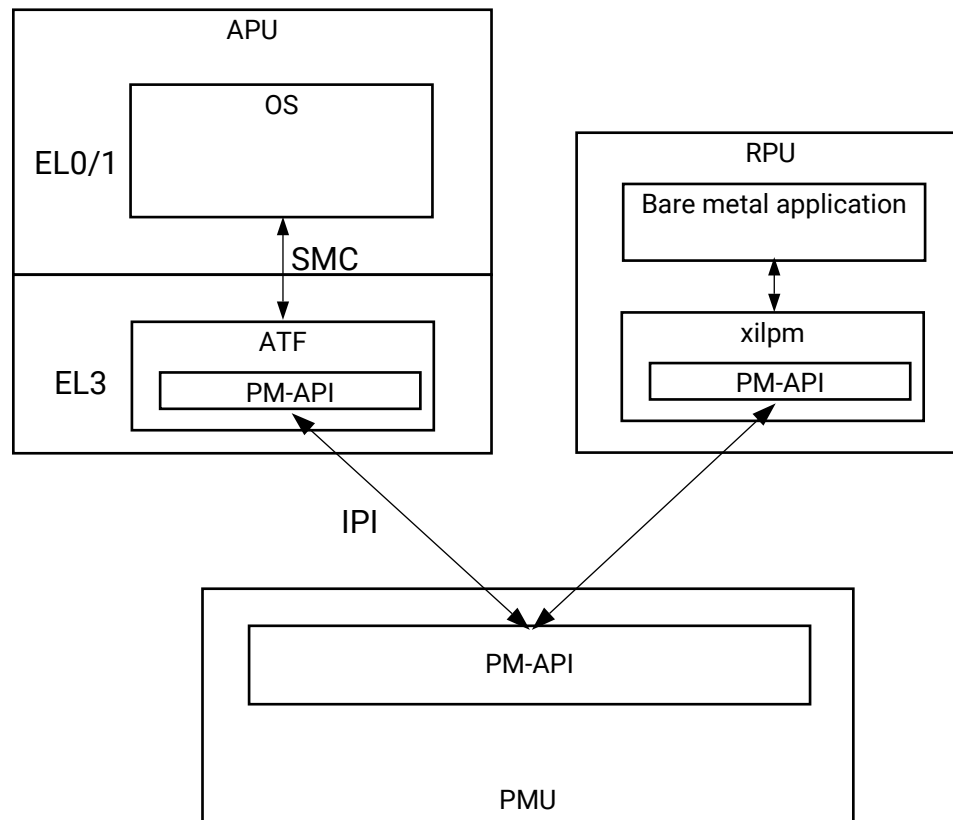 APU
OS
EL0/1
SMC
ATF
EL3
PM-API
RPU
Bare metal application
xilpm
PM-API
IPI
PM-API
PMU